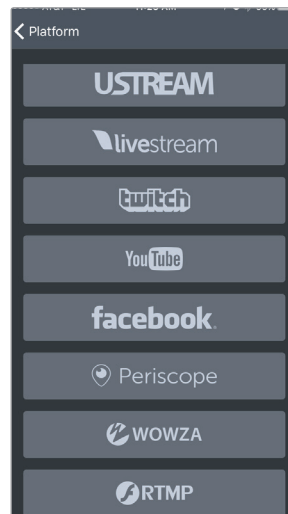 Platform
USTREAM
livestream
twitch
YouTube
facebook.
Periscope
WOWZA
RTMP